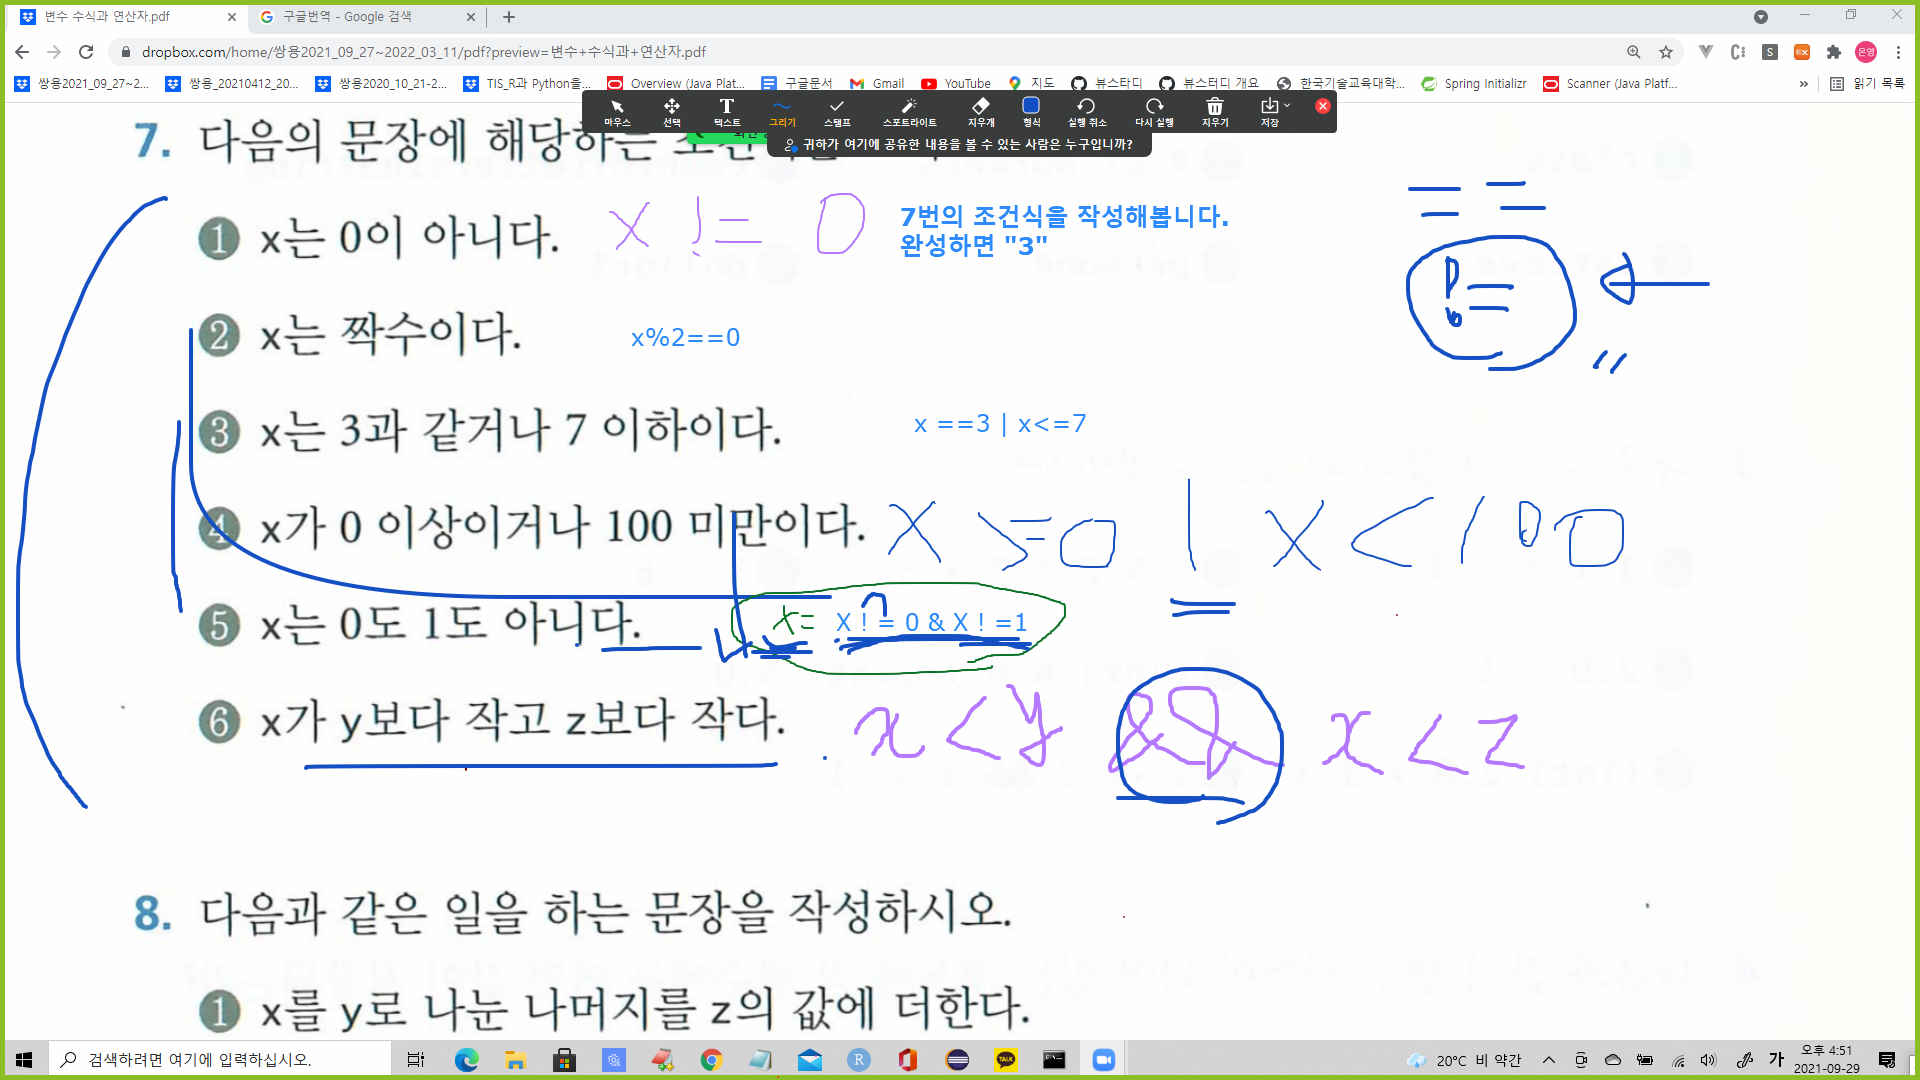 변수 수식과 연산자.pdf
구글번역 - Google 검색
dropbox.com/home/쌍용2021_09_27~2022_03_11/pdf?preview=변수+수식과+연산자.pdf
쌍용2021_09_27~2... 쌍용_20210412_20... 쌍용2020_10_21-2... TIS_R과 Python을... Overview (Java Plat... 구글문서 Gmail YouTube 지도 뷰스타디 뷰스터디 개요 한국기술교육대학... Spring Initializr Scanner (Java Platf... » 읽기 목록
마우스 선택 텍스트 그리기 스탬프 스포트라이트 지우개 형식 실행 취소 다시 실행 지우기 저장
귀하가 여기에 공유한 내용을 볼 수 있는 사람은 누구입니까?
7. 다음의 문장에 해당하는
① x는 0이 아니다. x != 0
7번의 조건식을 작성해봅니다.
완성하면 "3"
= =
!=
② x는 짝수이다. x%2==0
③ x는 3과 같거나 7 이하이다. x ==3 | x<=7
④ x가 0 이상이거나 100 미만이다. x >=0 | x < 100
⑤ x는 0도 1도 아니다. x= X ! = 0 & X ! =1
⑥ x가 y보다 작고 z보다 작다. x < y && x < z
8. 다음과 같은 일을 하는 문장을 작성하시오.
① x를 y로 나눈 나머지를 z의 값에 더한다.
검색하려면 여기에 입력하십시오.
20°C 비 약간 가 오후 4:51
2021-09-29